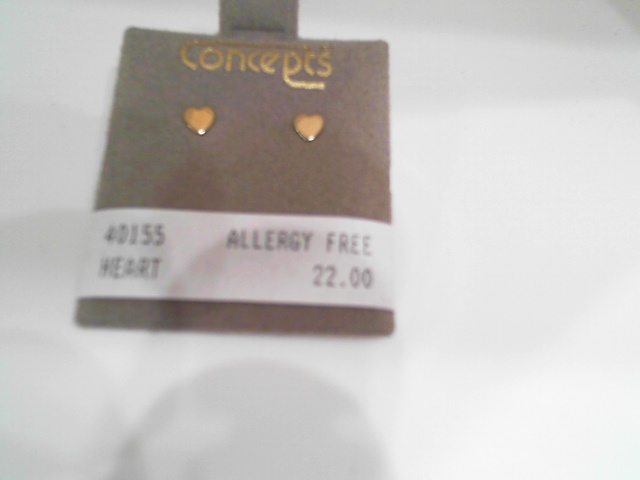 Concepts
40155 ALLERGY FREE
HEART 22.00